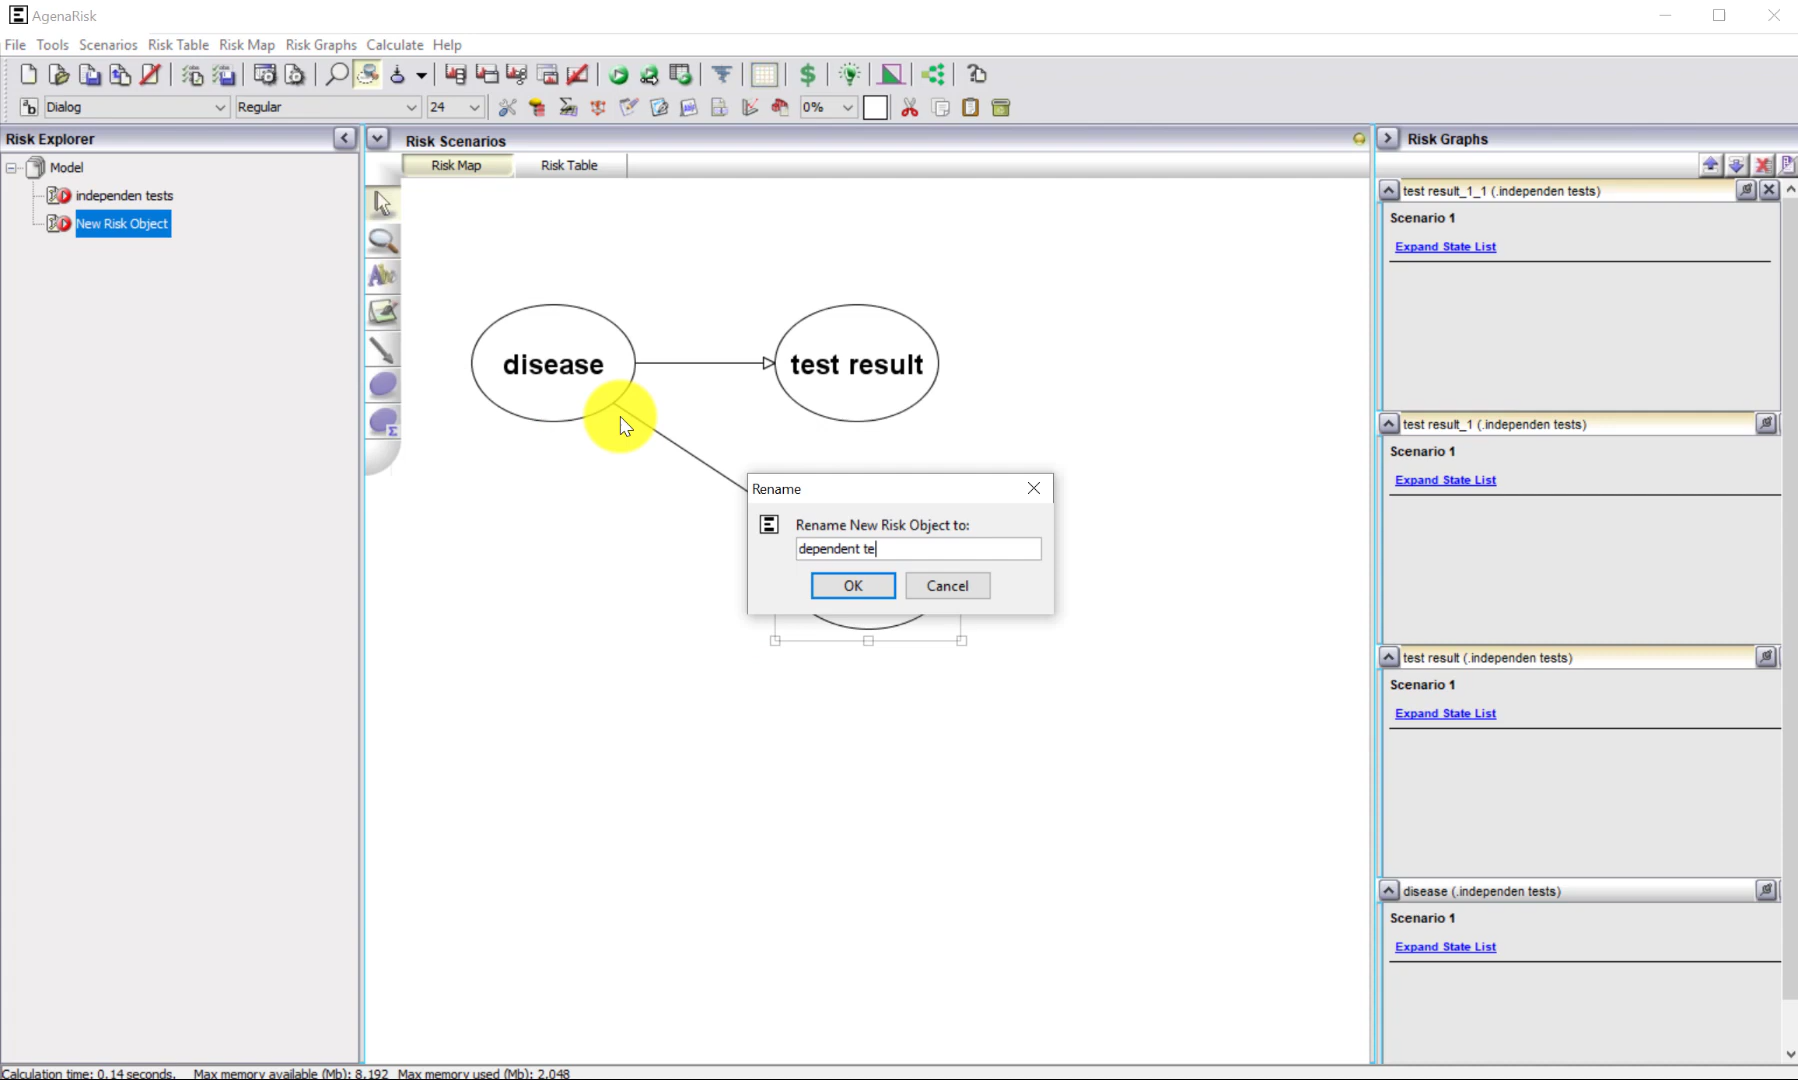 AgenaRisk
File Tools Scenarios Risk Table Risk Map Risk Graphs Calculate Help
Dialog Regular 24 0%
Risk Explorer
Model
independen tests
New Risk Object
Risk Scenarios
Risk Map Risk Table
Abc
disease
test result
Rename
Rename New Risk Object to:
dependent te
OK Cancel
Risk Graphs
test result_1_1 (.independen tests)
Scenario 1
Expand State List
test result_1 (.independen tests)
Scenario 1
Expand State List
test result (.independen tests)
Scenario 1
Expand State List
disease (.independen tests)
Scenario 1
Expand State List
Calculation time: 0.14 seconds. Max memory available (Mb): 8,192 Max memory used (Mb): 2,048